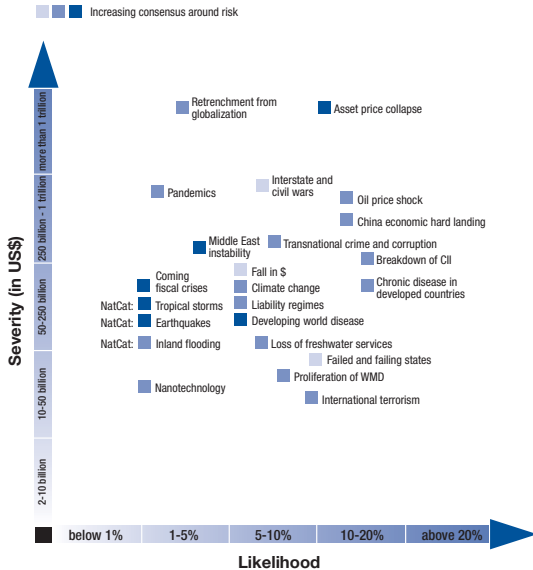 Increasing consensus around risk
Severity (in US$)
more than 1 trillion
250 billion - 1 trillion
50-250 billion
10-50 billion
2-10 billion
Retrenchment from
globalization
Asset price collapse
Pandemics
Interstate and
civil wars
Oil price shock
China economic hard landing
Middle East
instability
Transnational crime and corruption
Breakdown of CII
Coming
fiscal crises
Fall in $
Climate change
Chronic disease in
developed countries
NatCat: Tropical storms
Liability regimes
NatCat: Earthquakes
Developing world disease
NatCat: Inland flooding
Loss of freshwater services
Failed and failing states
Proliferation of WMD
Nanotechnology
International terrorism
below 1%
1-5%
5-10%
10-20%
above 20%
Likelihood